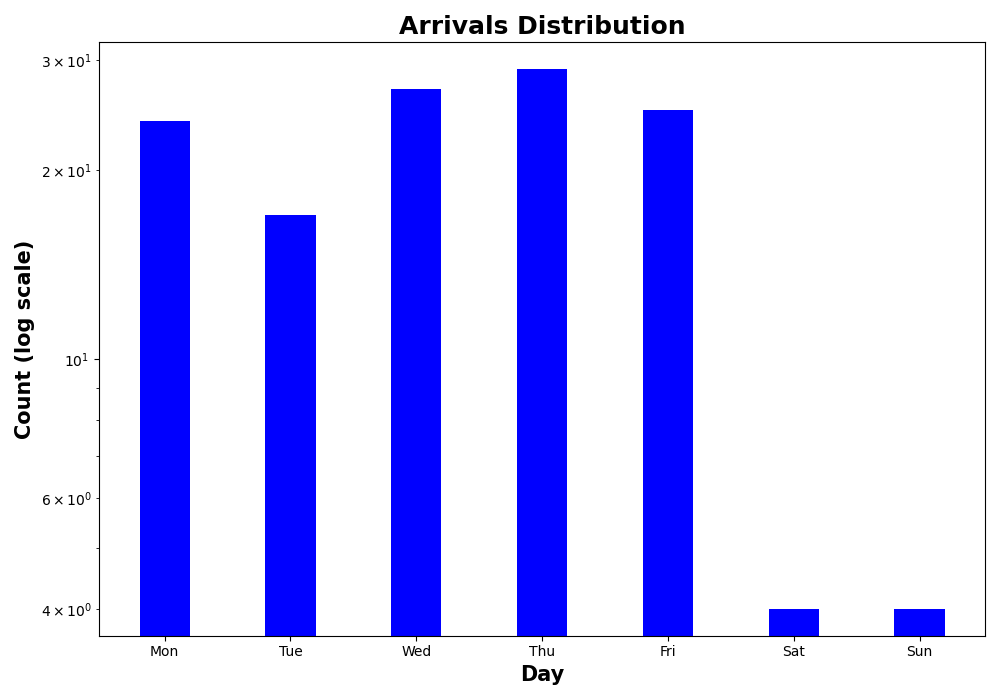 Arrivals Distribution
3 × 10¹
2 × 10¹
10¹
6 × 10⁰
4 × 10⁰
Count (log scale)
Mon Tue Wed Thu Fri Sat Sun
Day